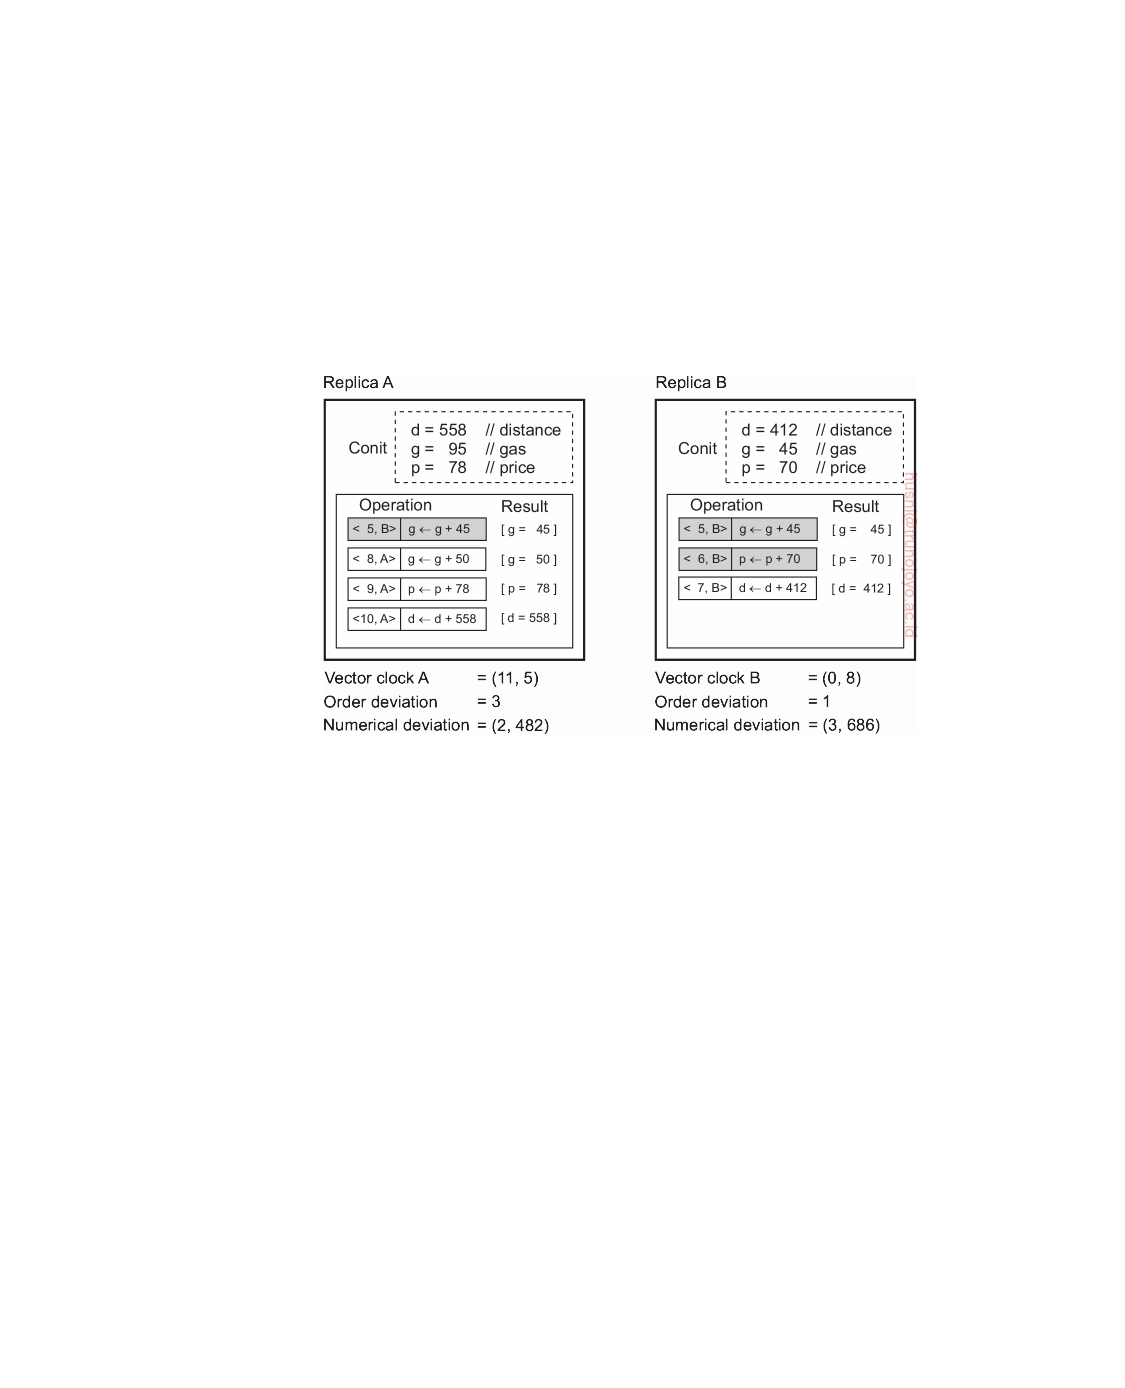 Replica A
Conit
d = 558 // distance
g = 95 // gas
p = 78 // price
Operation Result
< 5, B> g ← g + 45 [ g = 45 ]
< 8, A> g ← g + 50 [ g = 50 ]
< 9, A> p ← p + 78 [ p = 78 ]
<10, A> d ← d + 558 [ d = 558 ]
Vector clock A = (11, 5)
Order deviation = 3
Numerical deviation = (2, 482)
Replica B
Conit
d = 412 // distance
g = 45 // gas
p = 70 // price
Operation Result
< 5, B> g ← g + 45 [ g = 45 ]
< 6, B> p ← p + 70 [ p = 70 ]
< 7, B> d ← d + 412 [ d = 412 ]
Vector clock B = (0, 8)
Order deviation = 1
Numerical deviation = (3, 686)